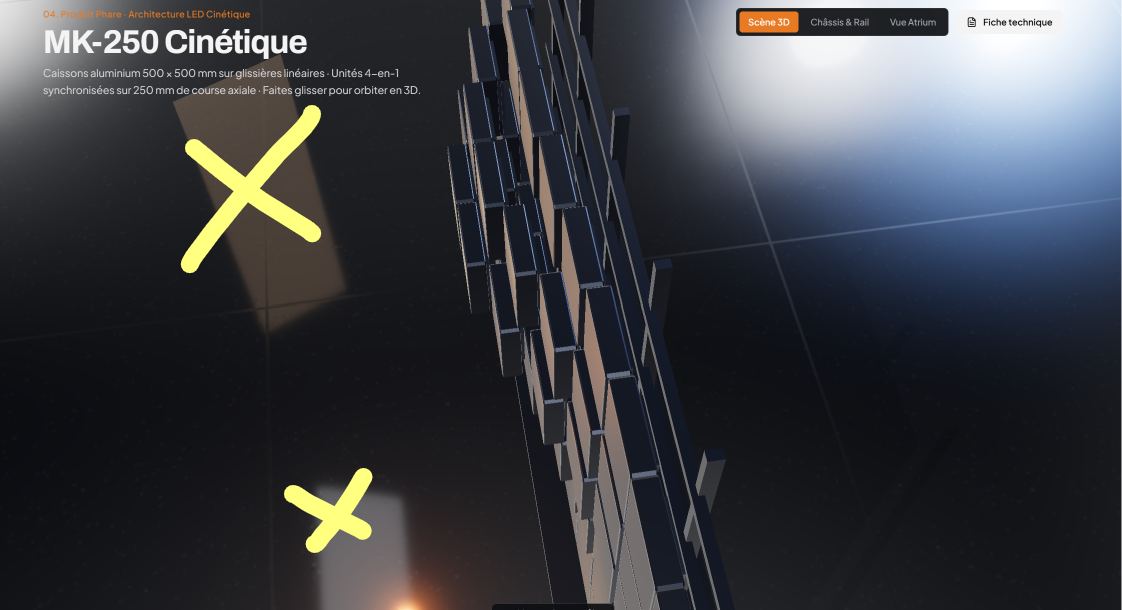 04. Produit Phare · Architecture LED Cinétique
MK-250 Cinétique
Caissons aluminium 500 × 500 mm sur glissières linéaires · Unités 4-en-1
synchronisées sur 250 mm de course axiale · Faites glisser pour orbiter en 3D.
Scène 3D
Châssis & Rail
Vue Atrium
Fiche technique